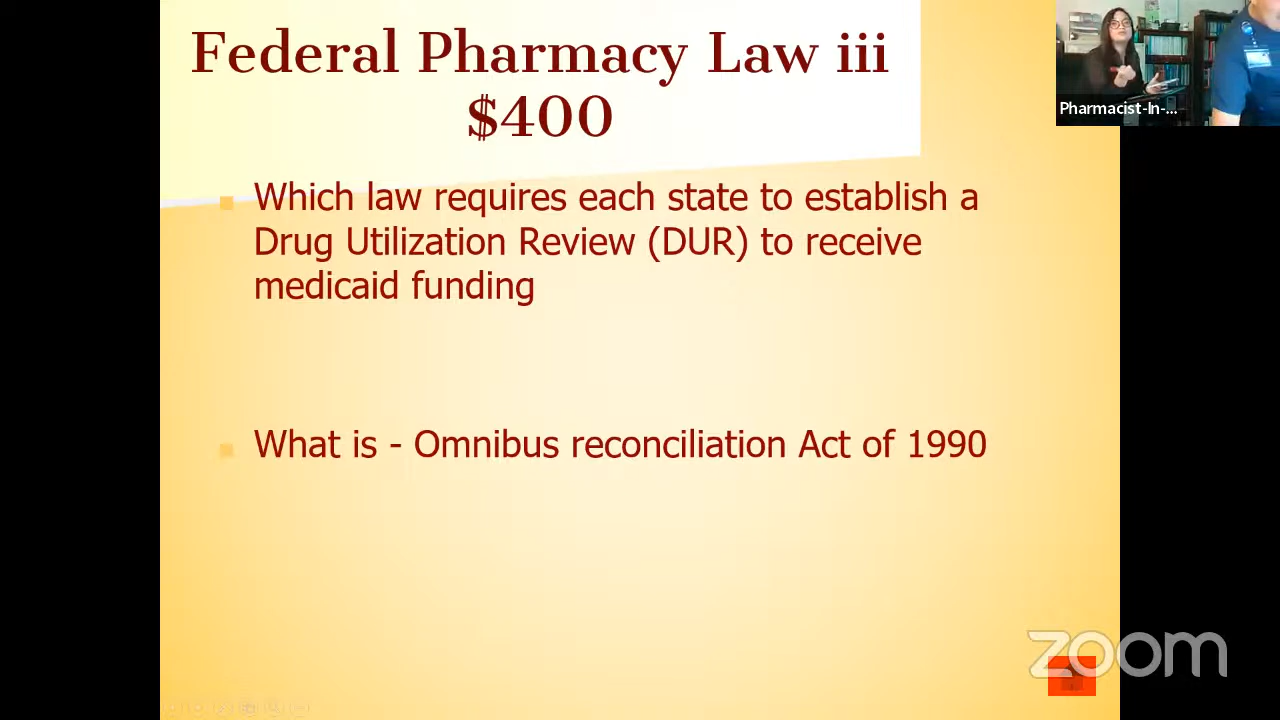 Federal Pharmacy Law iii
$400
Which law requires each state to establish a
Drug Utilization Review (DUR) to receive
medicaid funding
What is - Omnibus reconciliation Act of 1990
Pharmacist-In-...
zoom